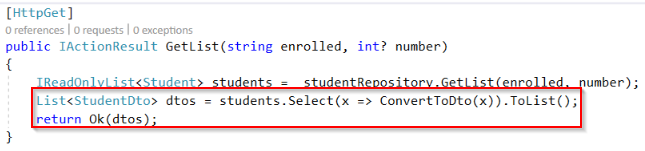 [HttpGet]
0 references | 0 requests | 0 exceptions
public IActionResult GetList(string enrolled, int? number)
{
IReadOnlyList<Student> students = _studentRepository.GetList(enrolled, number);
List<StudentDto> dtos = students.Select(x => ConvertToDto(x)).ToList();
return Ok(dtos);
}